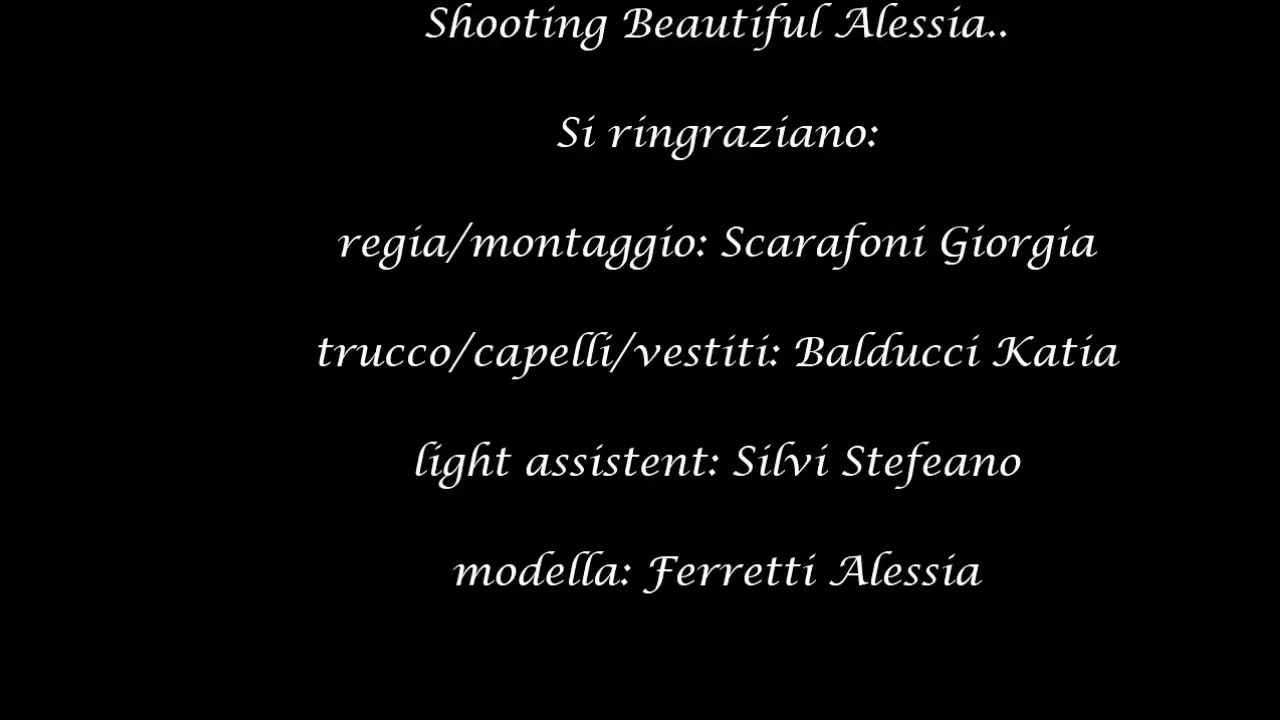 Shooting Beautiful Alessia..
Si ringraziano:
regia/montaggio: Scarafoni Giorgia
trucco/capelli/vestiti: Balducci Katia
light assistent: Silvi Stefeano
modella: Ferretti Alessia